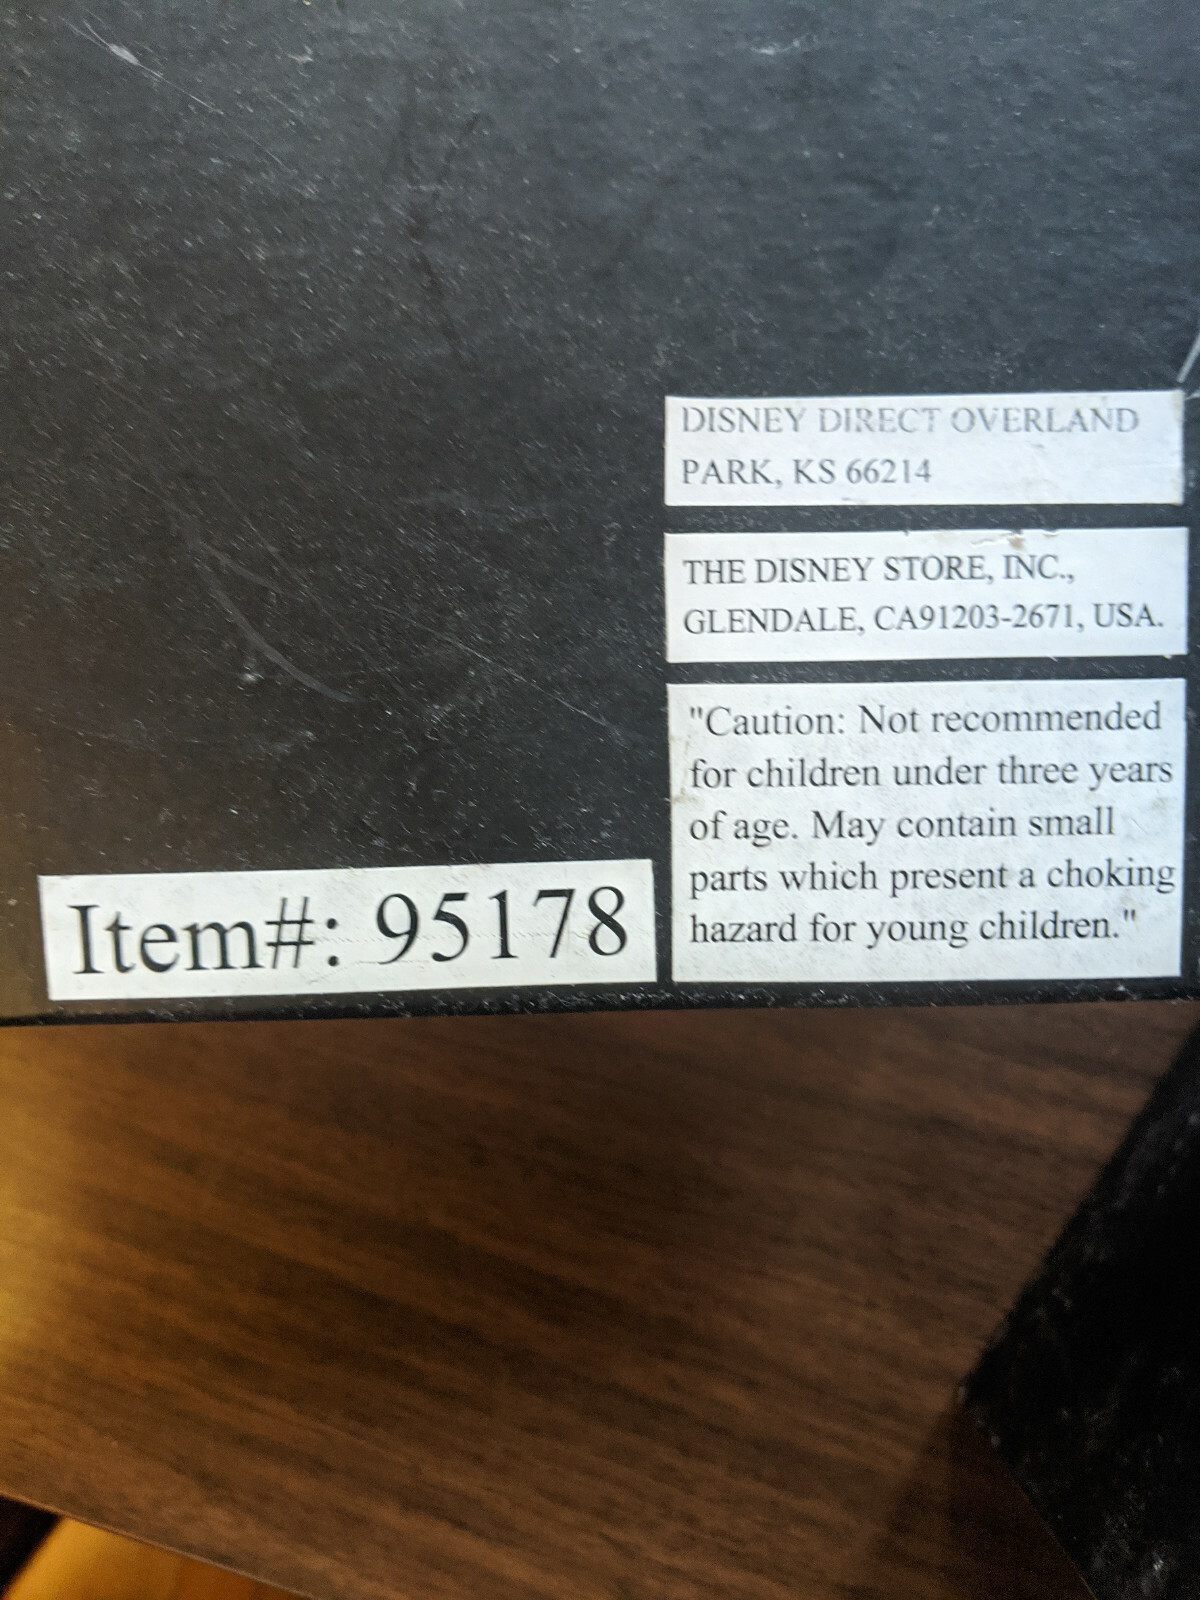 DISNEY DIRECT OVERLAND
PARK, KS 66214
THE DISNEY STORE, INC.,
GLENDALE, CA91203-2671, USA.
"Caution: Not recommended
for children under three years
of age. May contain small
parts which present a choking
hazard for young children."
Item#: 95178